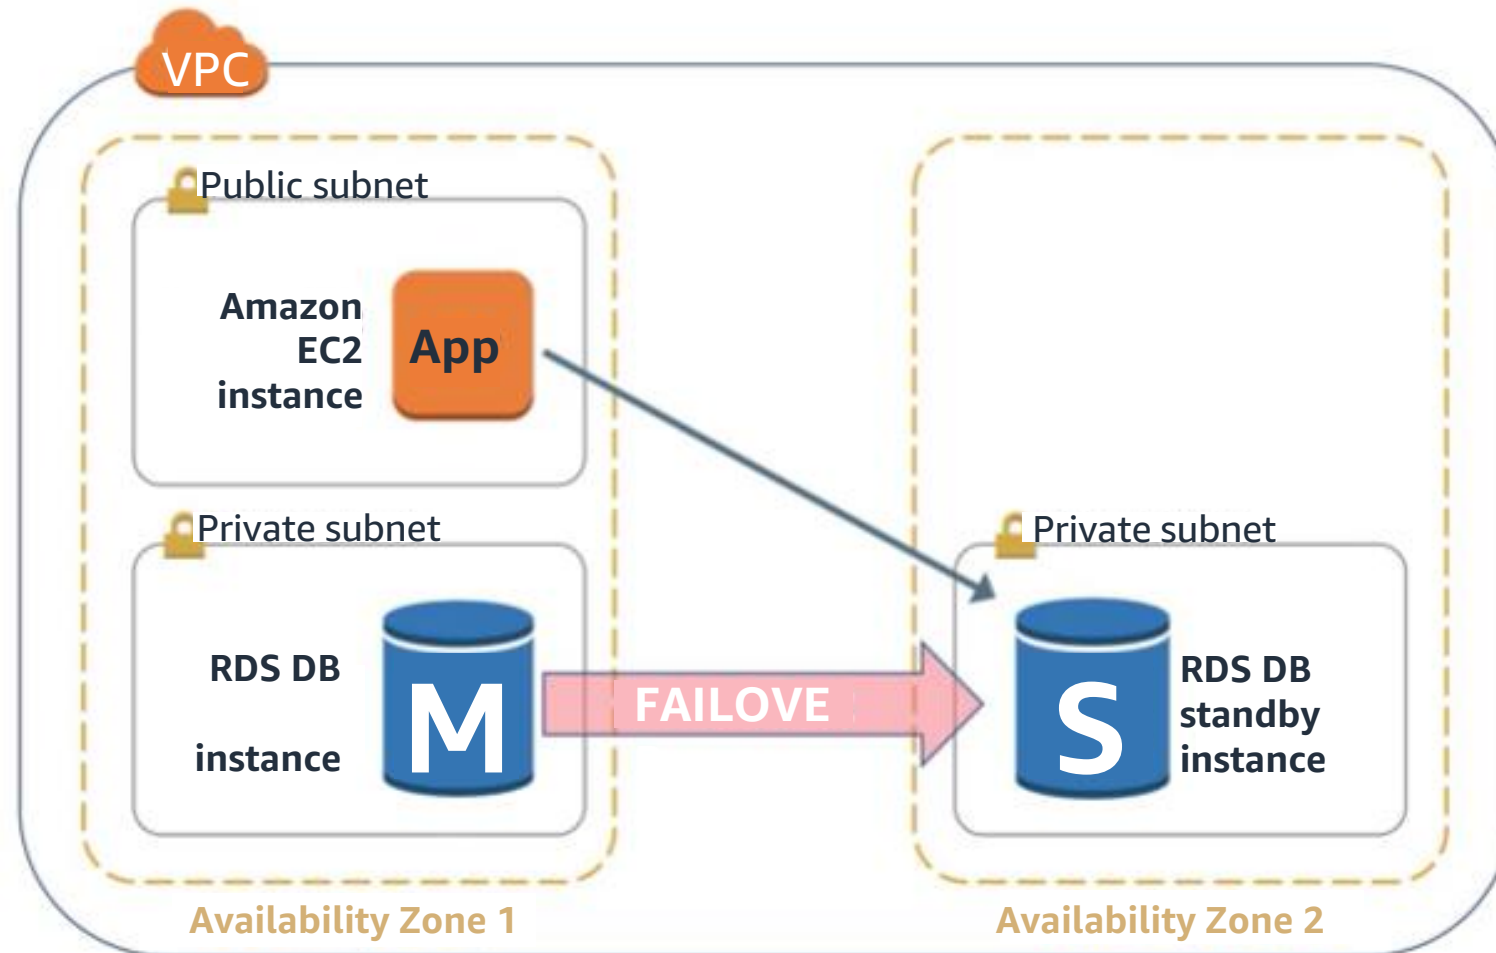 VPC
Public subnet
Amazon
EC2
instance
App
Private subnet
RDS DB
instance
M
FAILOVE
Private subnet
S
RDS DB
standby
instance
Availability Zone 1
Availability Zone 2